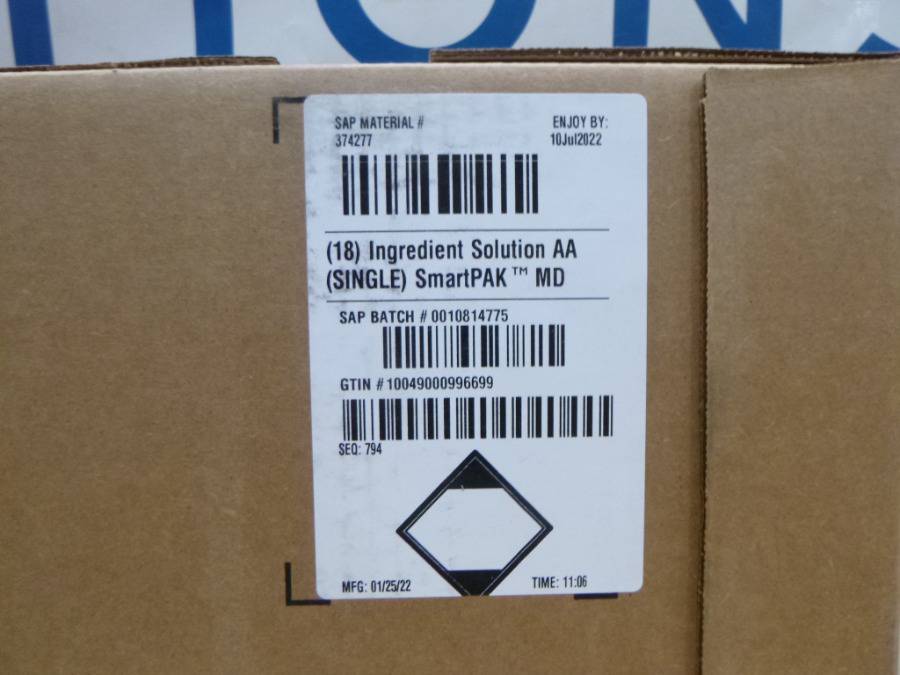 SAP MATERIAL #
374277
ENJOY BY:
10Jul2022
(18) Ingredient Solution AA
(SINGLE) SmartPAK™ MD
SAP BATCH # 0010814775
GTIN # 10049000996699
SEQ: 794
MFG: 01/25/22
TIME: 11:06